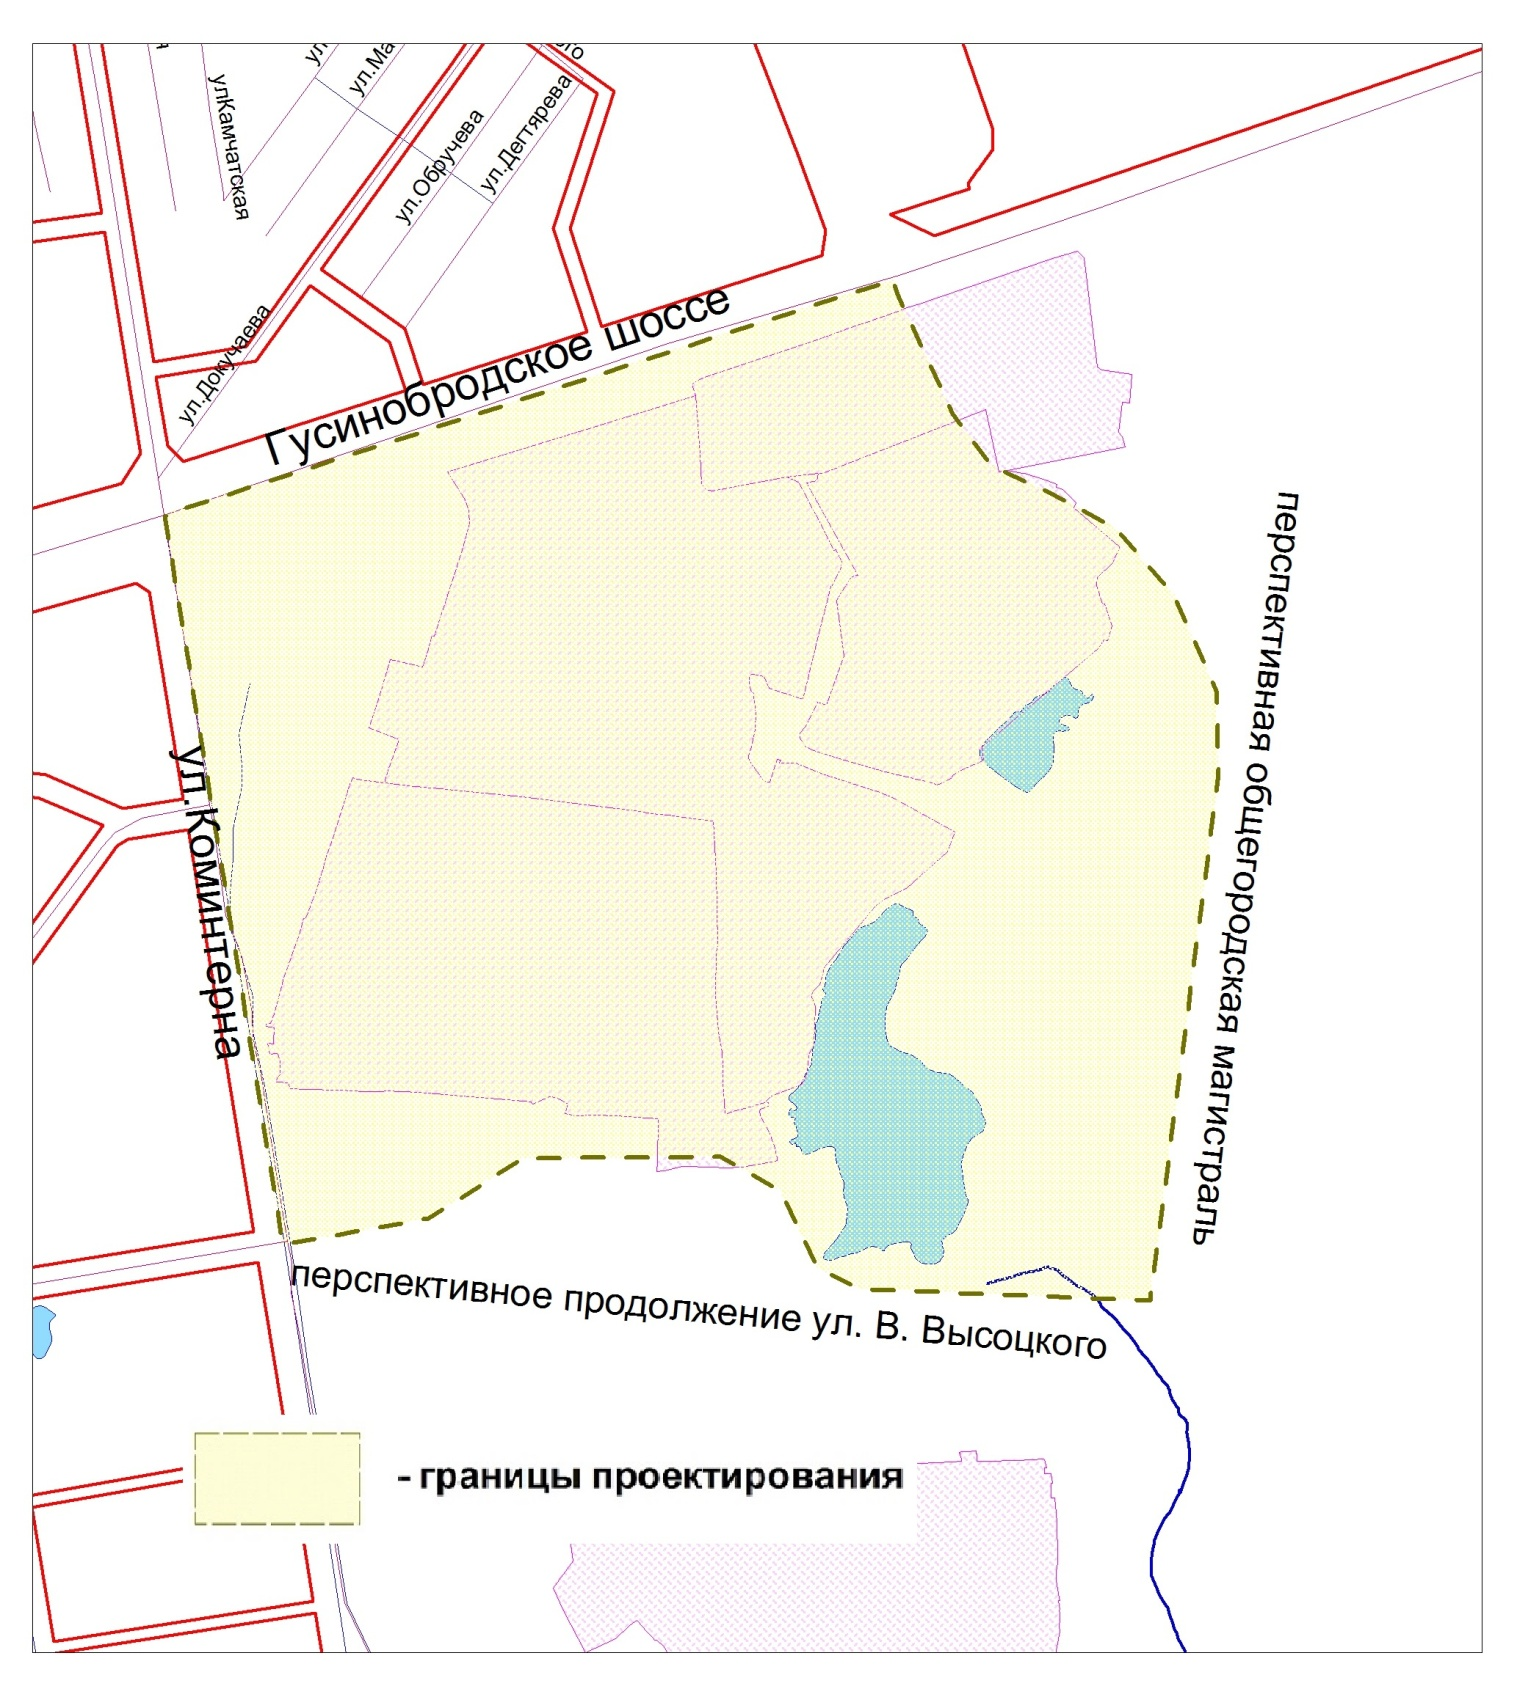 улКамчатская
ул.Ма
ул.Обручева
ул.Дегтярева
ул.Докучаева
Гусинобродское шоссе
перспективная общегородская магистраль
ул.Коминтерна
перспективное продолжение ул. В. Высоцкого
- границы проектирования